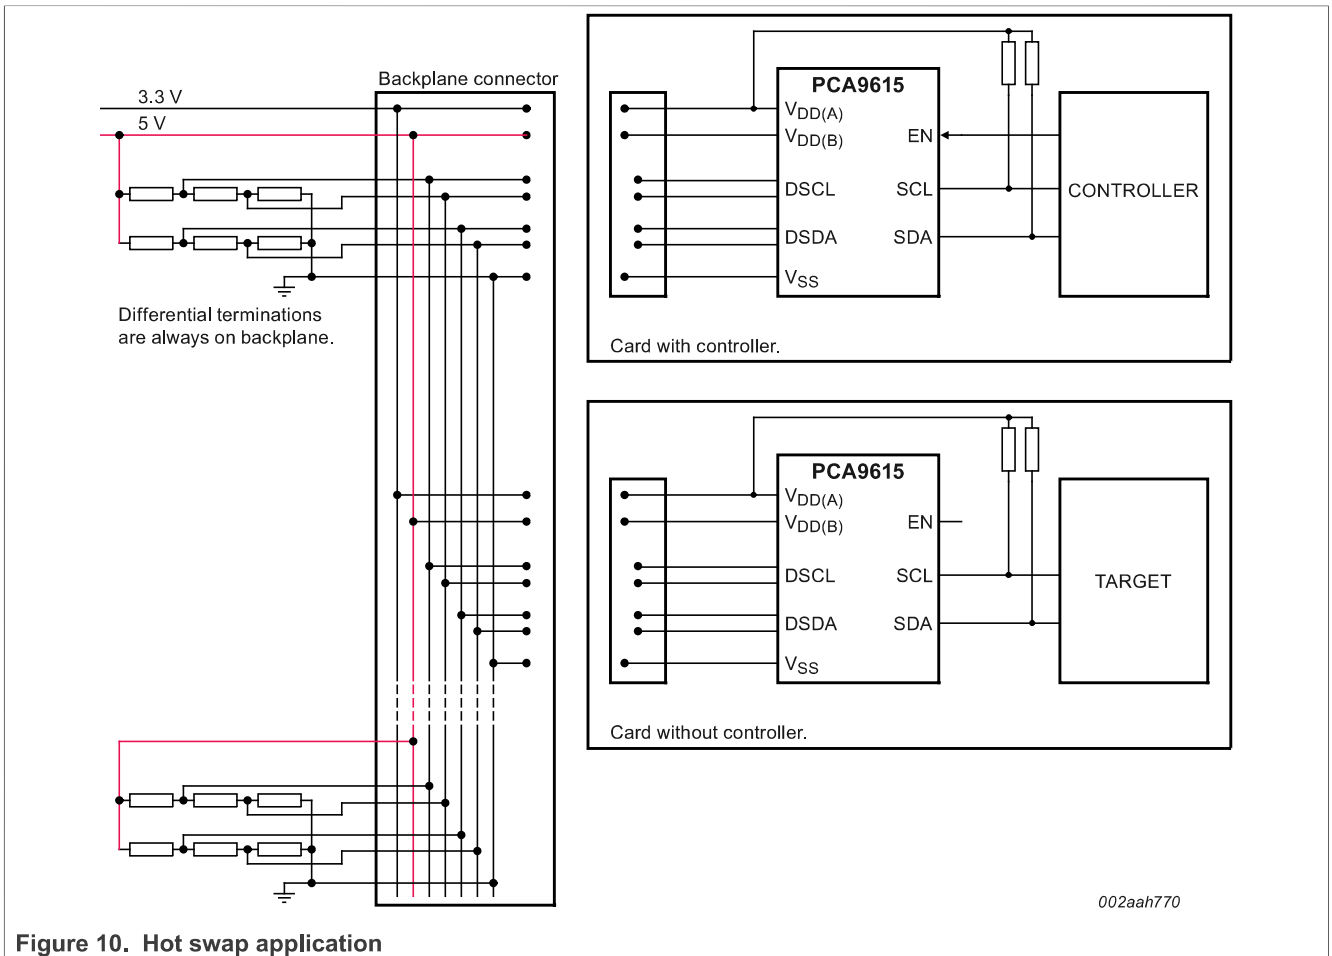 Backplane connector
3.3 V
5 V
Differential terminations
are always on backplane.
PCA9615
VDD(A)
VDD(B)
EN
DSCL
SCL
DSDA
SDA
VSS
CONTROLLER
Card with controller.
PCA9615
VDD(A)
VDD(B)
EN
DSCL
SCL
DSDA
SDA
VSS
TARGET
Card without controller.
002aah770
Figure 10. Hot swap application